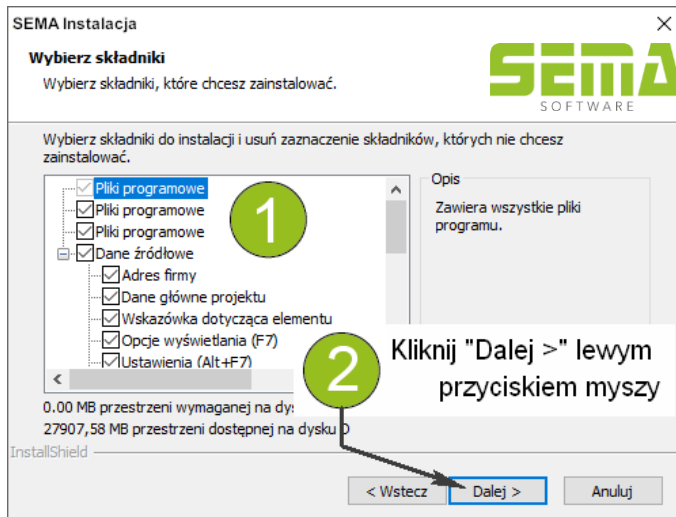 SEMA Instalacja
Wybierz składniki
Wybierz składniki, które chcesz zainstalować.
SEMA
SOFTWARE
Wybierz składniki do instalacji i usuń zaznaczenie składników, których nie chcesz
zainstalować.
Pliki programowe
Pliki programowe
Pliki programowe
Dane źródłowe
Adres firmy
Dane główne projektu
Wskazówka dotycząca elementu
Opcje wyświetlania (F7)
Ustawienia (Alt+F7)
1
Opis
Zawiera wszystkie pliki
programu.
2
Kliknij "Dalej >" lewym
przyciskiem myszy
0.00 MB przestrzeni wymaganej na
27907,58 MB przestrzeni dostępnej na dysku D
InstallShield
< Wstecz
Dalej >
Anuluj